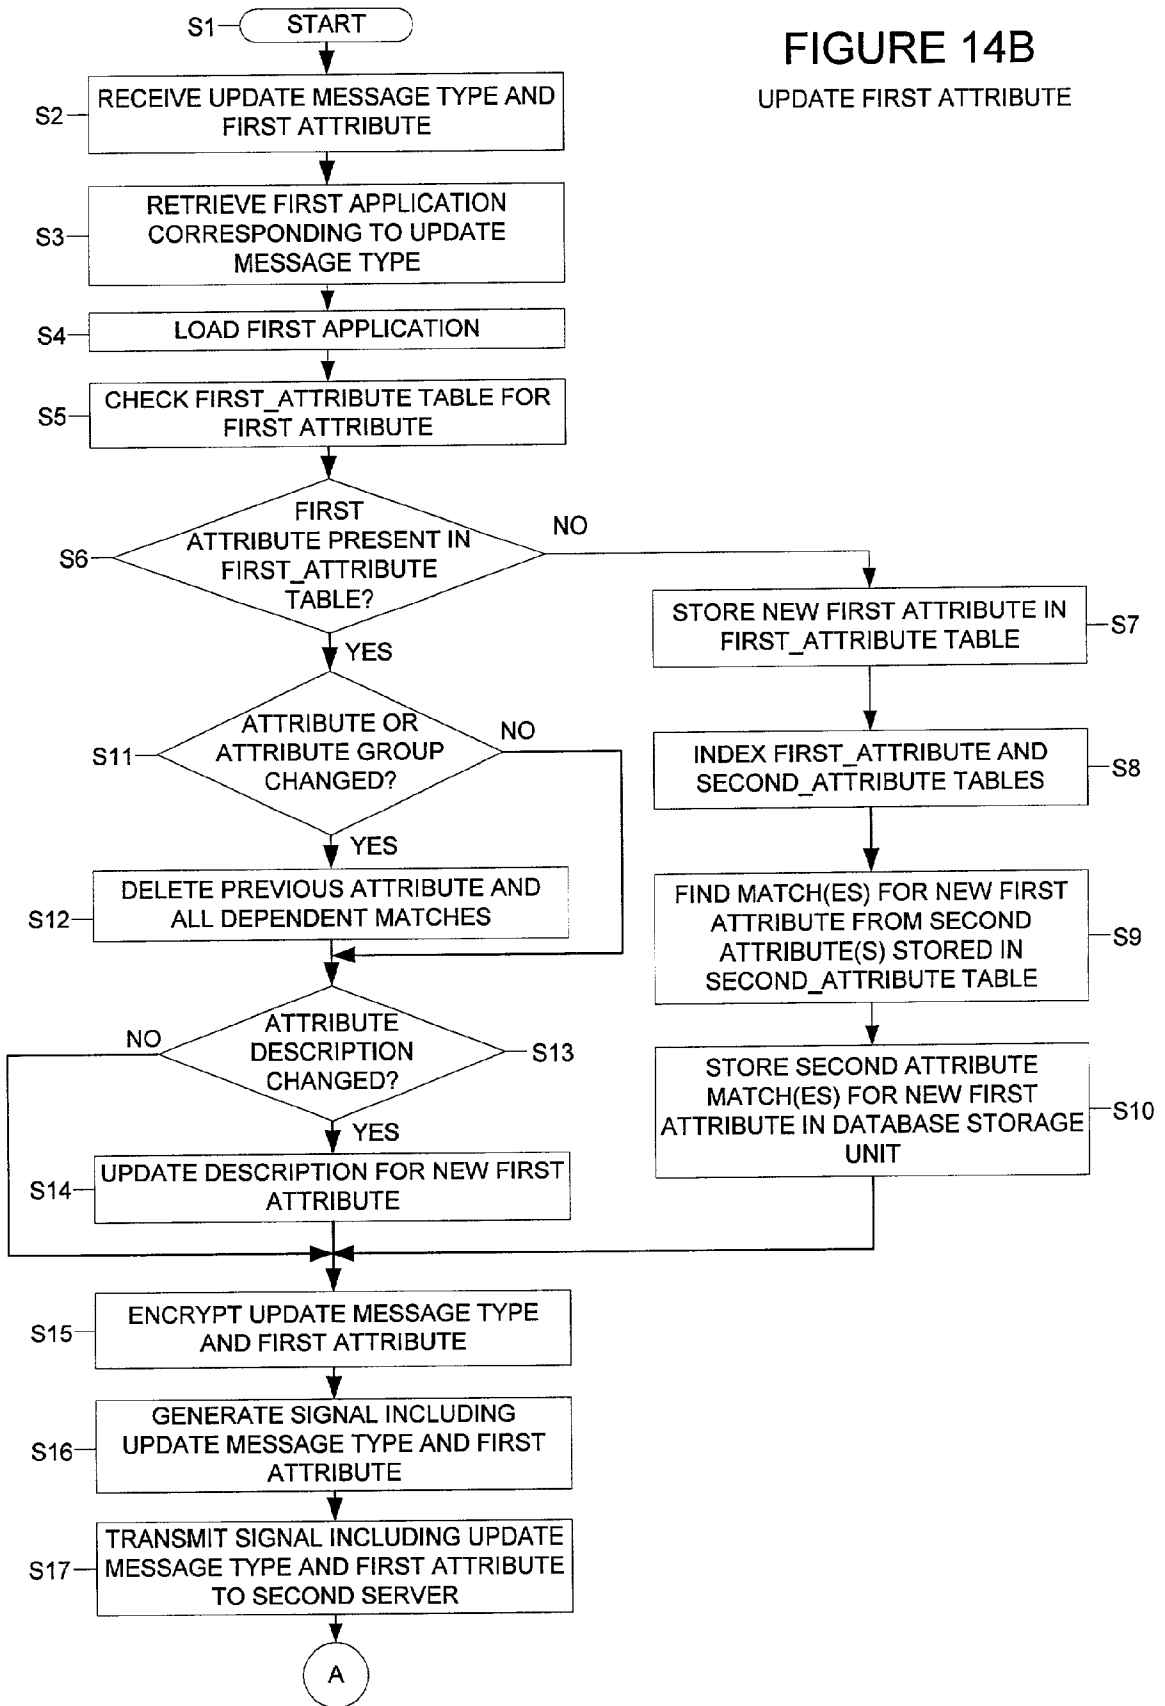 FIGURE 14B
UPDATE FIRST ATTRIBUTE
S1
START
S2
RECEIVE UPDATE MESSAGE TYPE AND
FIRST ATTRIBUTE
S3
RETRIEVE FIRST APPLICATION
CORRESPONDING TO UPDATE
MESSAGE TYPE
S4
LOAD FIRST APPLICATION
S5
CHECK FIRST_ATTRIBUTE TABLE FOR
FIRST ATTRIBUTE
S6
FIRST
ATTRIBUTE PRESENT IN
FIRST_ATTRIBUTE
TABLE?
NO
YES
STORE NEW FIRST ATTRIBUTE IN
FIRST_ATTRIBUTE TABLE
S7
INDEX FIRST_ATTRIBUTE AND
SECOND_ATTRIBUTE TABLES
S8
FIND MATCH(ES) FOR NEW FIRST
ATTRIBUTE FROM SECOND
ATTRIBUTE(S) STORED IN
SECOND_ATTRIBUTE TABLE
S9
STORE SECOND ATTRIBUTE
MATCH(ES) FOR NEW FIRST
ATTRIBUTE IN DATABASE STORAGE
UNIT
S10
S11
ATTRIBUTE OR
ATTRIBUTE GROUP
CHANGED?
NO
YES
S12
DELETE PREVIOUS ATTRIBUTE AND
ALL DEPENDENT MATCHES
NO
ATTRIBUTE
DESCRIPTION
CHANGED?
S13
YES
S14
UPDATE DESCRIPTION FOR NEW FIRST
ATTRIBUTE
S15
ENCRYPT UPDATE MESSAGE TYPE
AND FIRST ATTRIBUTE
S16
GENERATE SIGNAL INCLUDING
UPDATE MESSAGE TYPE AND FIRST
ATTRIBUTE
S17
TRANSMIT SIGNAL INCLUDING UPDATE
MESSAGE TYPE AND FIRST ATTRIBUTE
TO SECOND SERVER
A